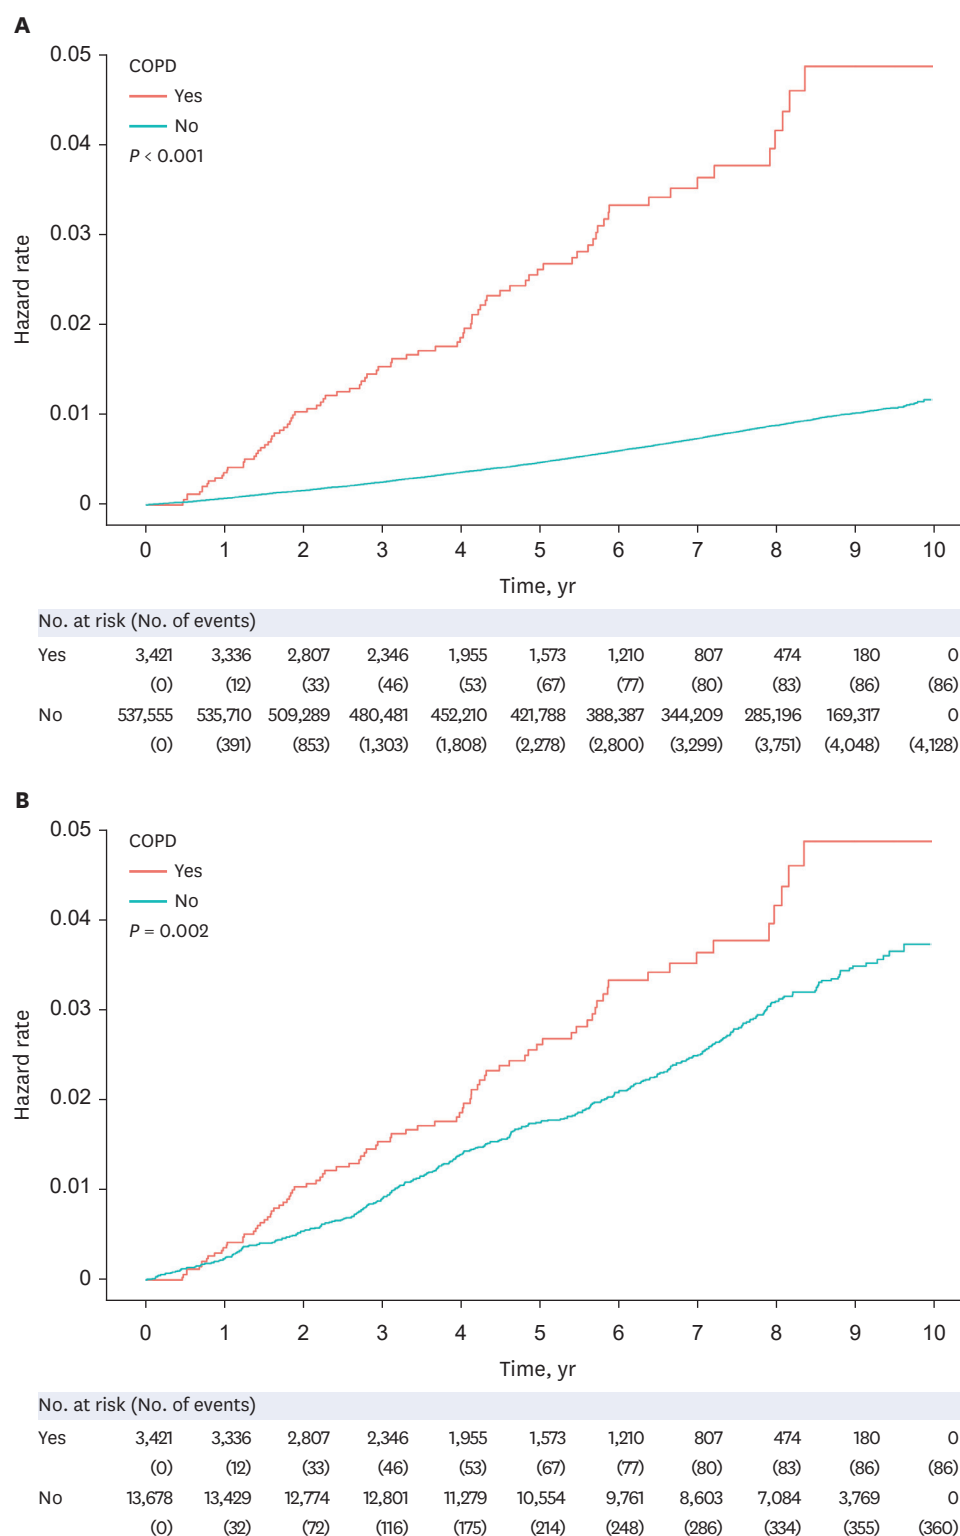 A
0.05
0.04
0.03
0.02
0.01
0
Hazard rate
COPD
Yes
No
P < 0.001
0 1 2 3 4 5 6 7 8 9 10
Time, yr
No. at risk (No. of events)
Yes 3,421 3,336 2,807 2,346 1,955 1,573 1,210 807 474 180 0
(0) (12) (33) (46) (53) (67) (77) (80) (83) (86) (86)
No 537,555 535,710 509,289 480,481 452,210 421,788 388,387 344,209 285,196 169,317 0
(0) (391) (853) (1,303) (1,808) (2,278) (2,800) (3,299) (3,751) (4,048) (4,128)
B
0.05
0.04
0.03
0.02
0.01
0
Hazard rate
COPD
Yes
No
P = 0.002
0 1 2 3 4 5 6 7 8 9 10
Time, yr
No. at risk (No. of events)
Yes 3,421 3,336 2,807 2,346 1,955 1,573 1,210 807 474 180 0
(0) (12) (33) (46) (53) (67) (77) (80) (83) (86) (86)
No 13,678 13,429 12,774 12,801 11,279 10,554 9,761 8,603 7,084 3,769 0
(0) (32) (72) (116) (175) (214) (248) (286) (334) (355) (360)